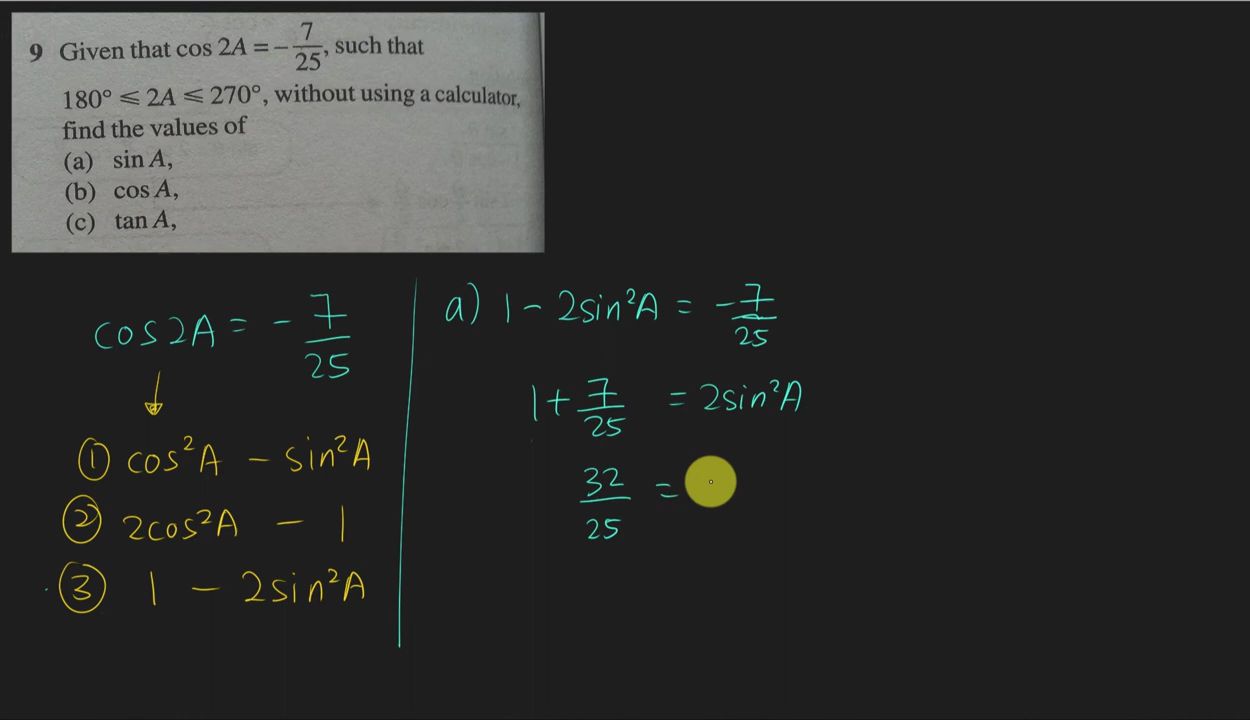 9 Given that cos 2A = -7/25, such that
180° ⩽ 2A ⩽ 270°, without using a calculator,
find the values of
(a) sin A,
(b) cos A,
(c) tan A,
cos2A = - 7/25
① cos²A - sin²A
② 2cos²A - 1
③ 1 - 2sin²A
a) 1 - 2sin²A = -7/25
1 + 7/25 = 2sin²A
32/25 =